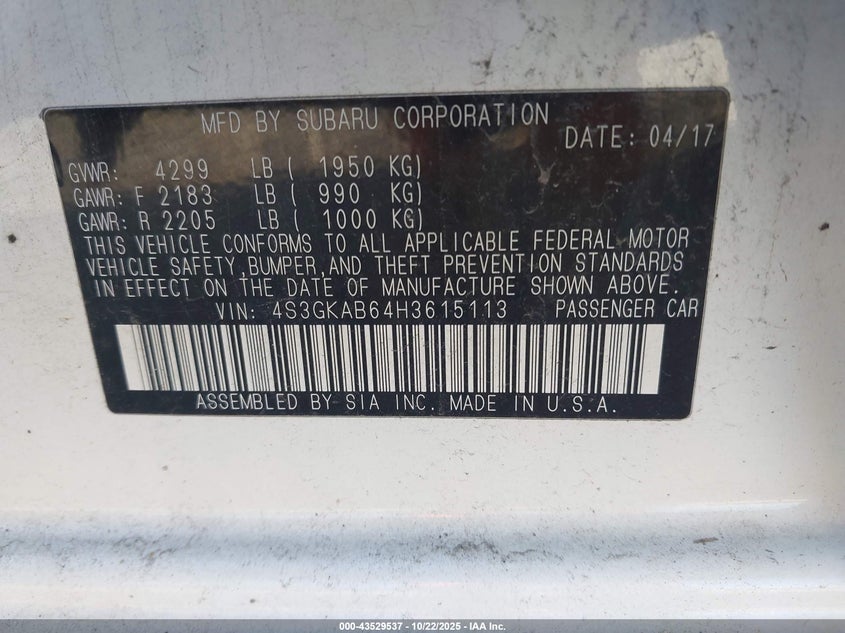 MFD BY SUBARU CORPORATION
DATE: 04/17
GVWR: 4299 LB ( 1950 KG)
GAWR: F 2183 LB ( 990 KG)
GAWR: R 2205 LB ( 1000 KG)
THIS VEHICLE CONFORMS TO ALL APPLICABLE FEDERAL MOTOR
VEHICLE SAFETY,BUMPER,AND THEFT PREVENTION STANDARDS
IN EFFECT ON THE DATE OF MANUFACTURE SHOWN ABOVE.
VIN: 4S3GKAB64H3615113 PASSENGER CAR
ASSEMBLED BY SIA INC. MADE IN U.S.A.
000-43529537 - 10/22/2025 - IAA Inc.